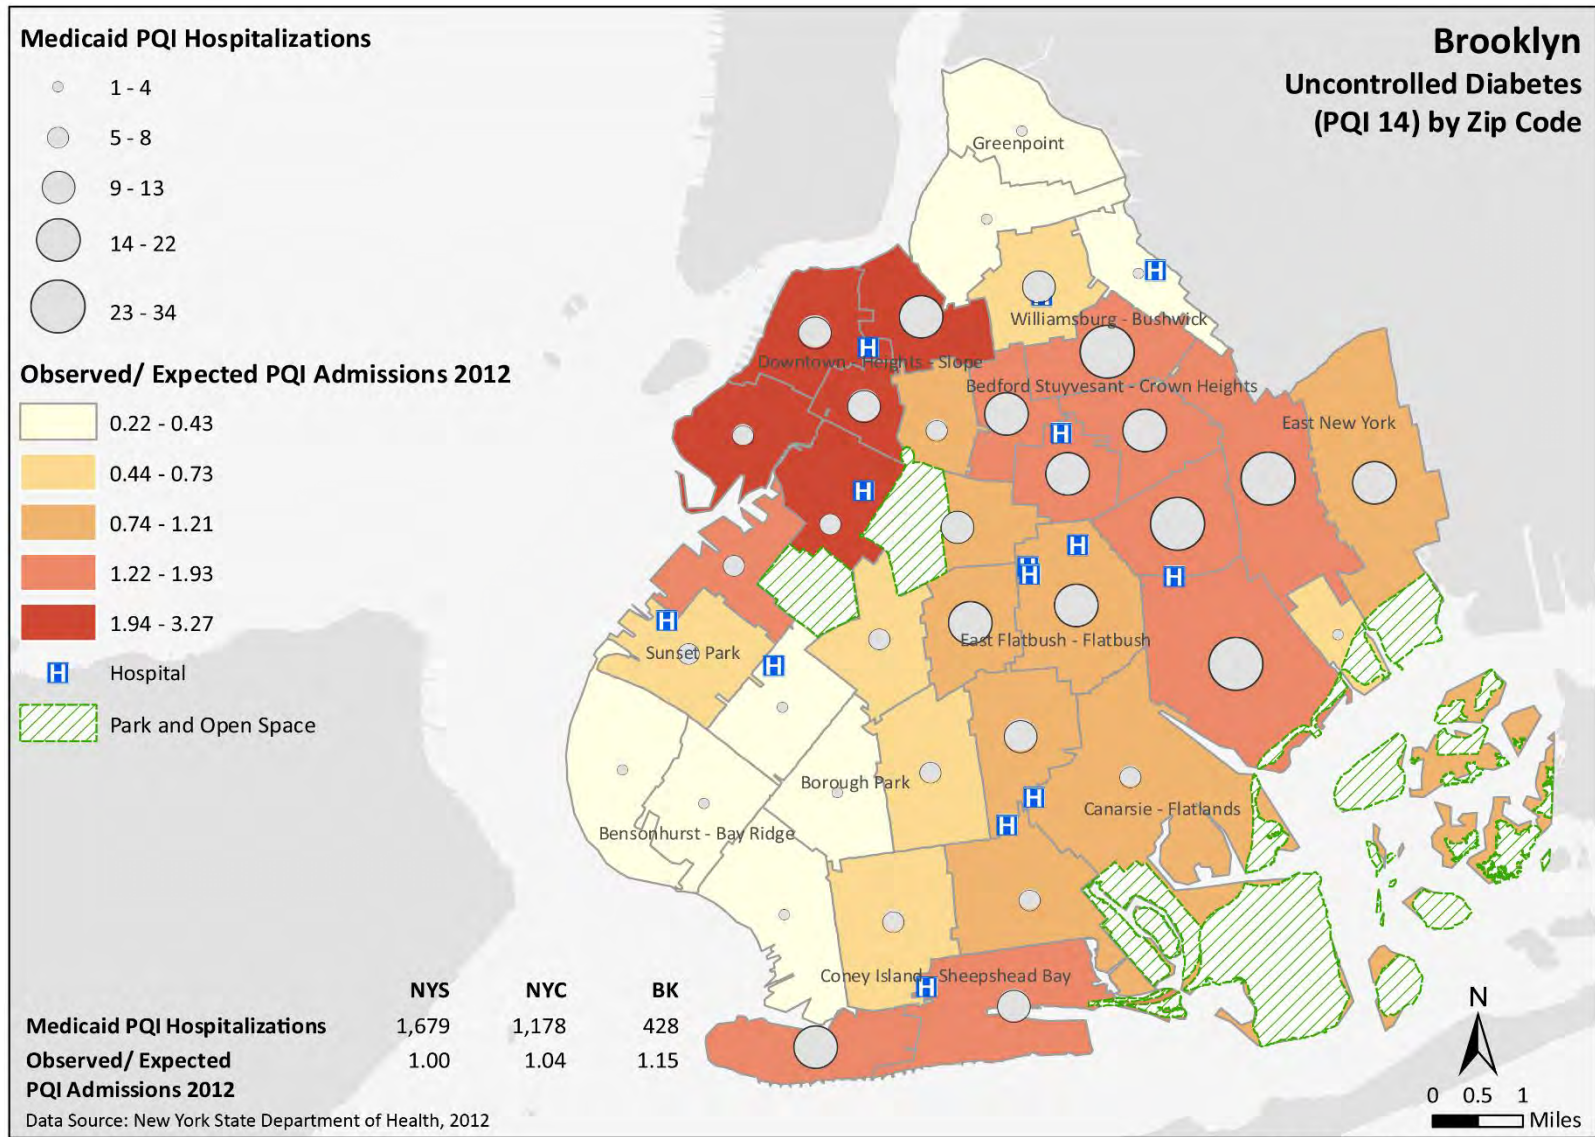 Medicaid PQI Hospitalizations
1 - 4
5 - 8
9 - 13
14 - 22
23 - 34
Observed/ Expected PQI Admissions 2012
0.22 - 0.43
0.44 - 0.73
0.74 - 1.21
1.22 - 1.93
1.94 - 3.27
H Hospital
Park and Open Space
Brooklyn
Uncontrolled Diabetes
(PQI 14) by Zip Code
Greenpoint
H
Williamsburg - Bushwick
H
Downtown - Heights - Slope
Bedford Stuyvesant - Crown Heights
East New York
H
H
H
H
H
H
East Flatbush - Flatbush
Sunset Park
H
Borough Park
H
Canarsie - Flatlands
H
Bensonhurst - Bay Ridge
Coney Island - Sheepshead Bay
H
NYS NYC BK
Medicaid PQI Hospitalizations 1,679 1,178 428
Observed/ Expected 1.00 1.04 1.15
PQI Admissions 2012
Data Source: New York State Department of Health, 2012
N
0 0.5 1
Miles